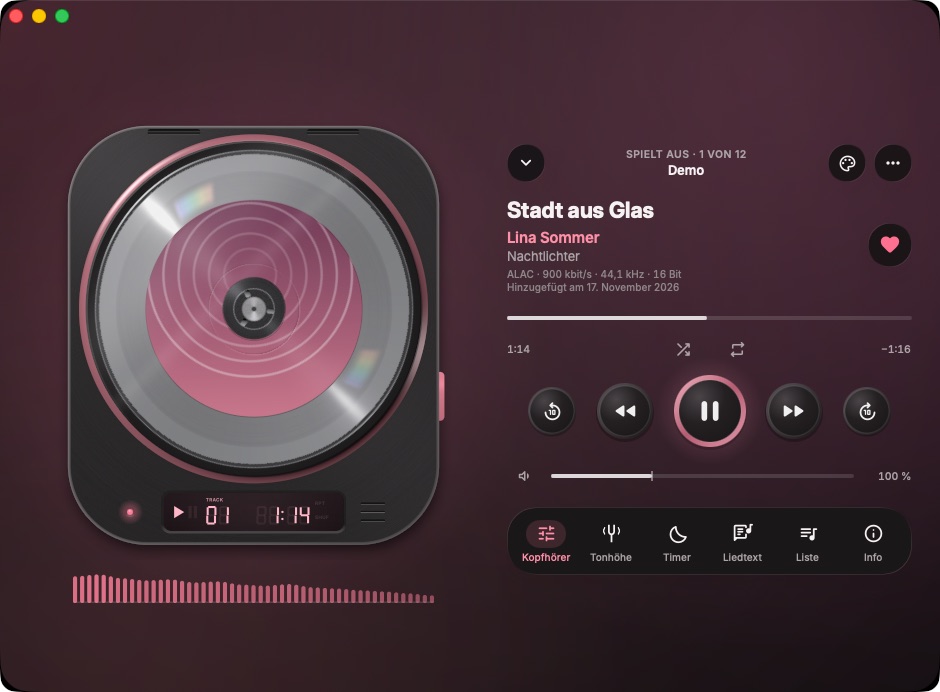 SPIELT AUS · 1 VON 12
Demo
Stadt aus Glas
Lina Sommer
Nachtlichter
ALAC · 900 kbit/s · 44,1 kHz · 16 Bit
Hinzugefügt am 17. November 2026
1:14
−1:16
10
10
100 %
TRACK
01
1:14
Kopfhörer
Tonhöhe
Timer
Liedtext
Liste
Info